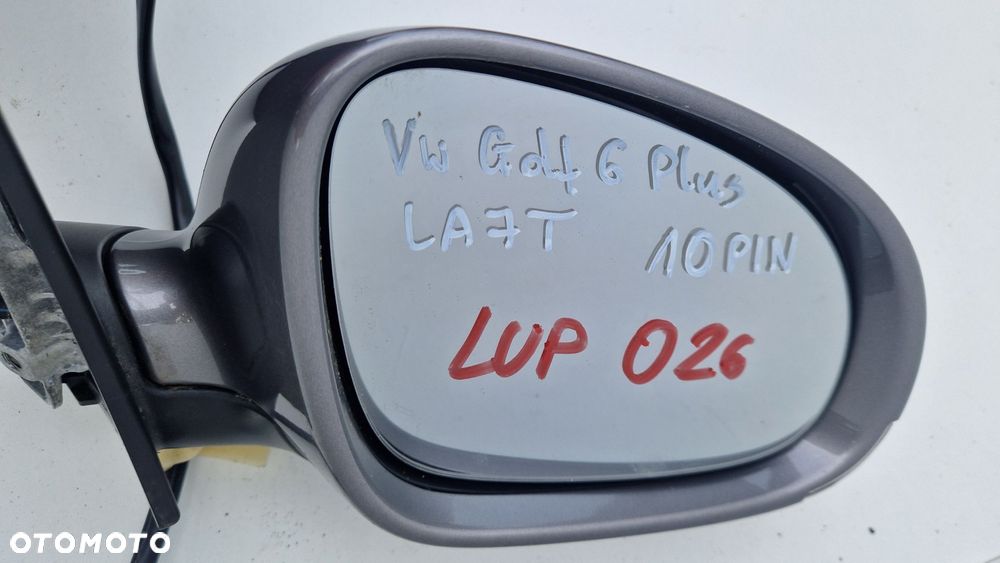 VW Golf 6 Plus
LA7T 10PIN
LUP 026
OTOMOTO